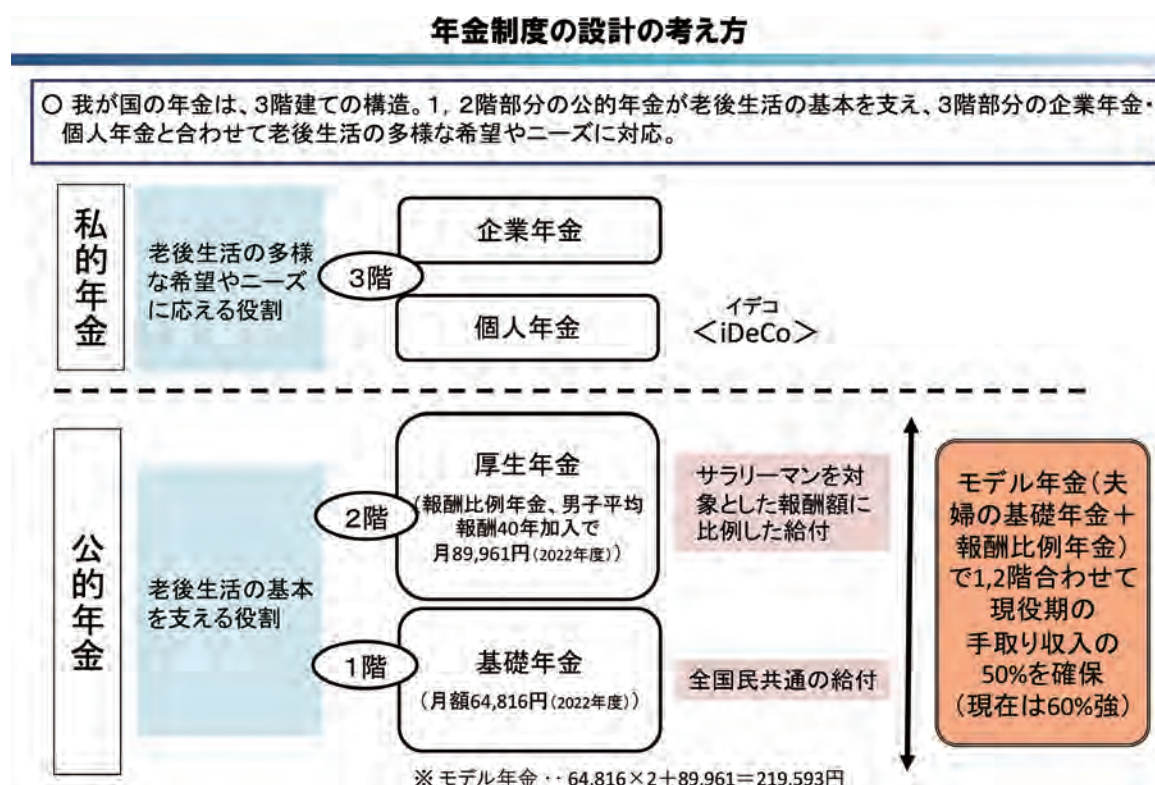 年金制度の設計の考え方
○ 我が国の年金は、3階建ての構造。1，2階部分の公的年金が老後生活の基本を支え、3階部分の企業年金・
個人年金と合わせて老後生活の多様な希望やニーズに対応。
私的年金
老後生活の多様
な希望やニーズ
に応える役割
3階
企業年金
個人年金
イデコ
＜iDeCo＞
公的年金
老後生活の基本
を支える役割
2階
厚生年金
（報酬比例年金、男子平均
報酬40年加入で
月89,961円（2022年度））
サラリーマンを対
象とした報酬額に
比例した給付
1階
基礎年金
（月額64,816円（2022年度））
全国民共通の給付
モデル年金（夫
婦の基礎年金＋
報酬比例年金）
で1,2階合わせて
現役期の
手取り収入の
50%を確保
（現在は60%強）
※ モデル年金 ‥ 64,816×2＋89,961＝219,593円